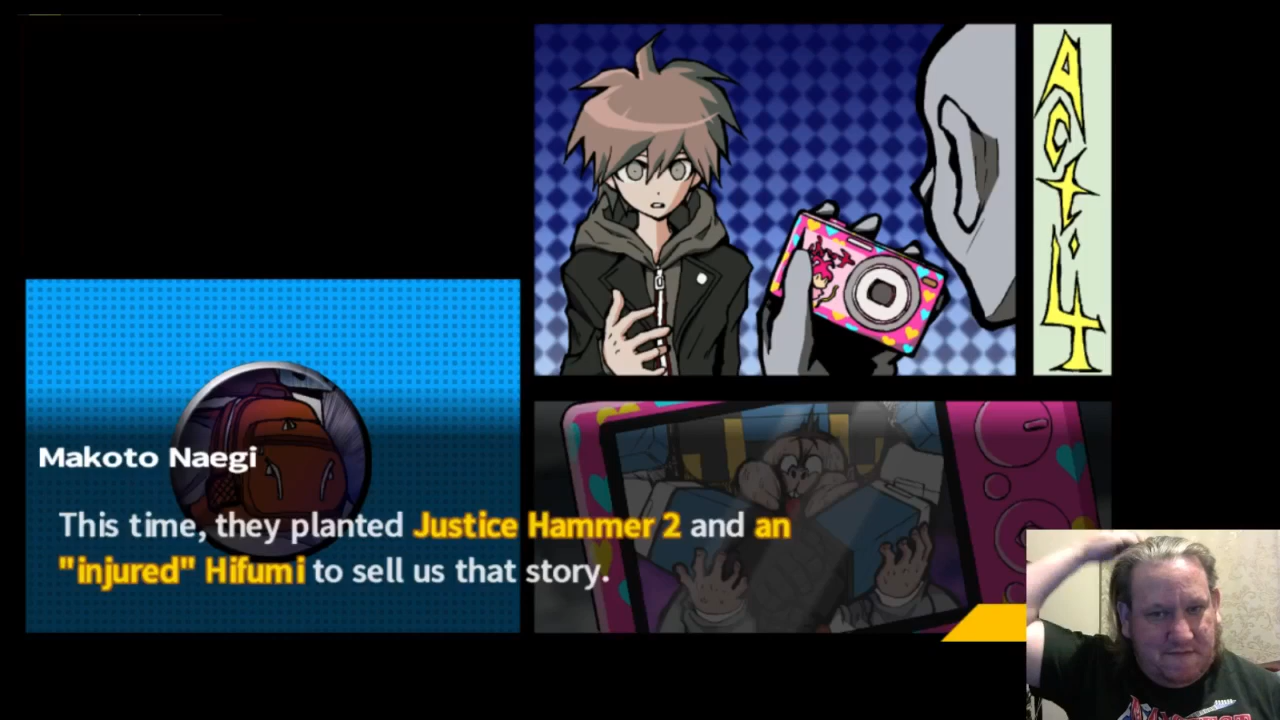 Act.4
Makoto Naegi
This time, they planted Justice Hammer 2 and an
"injured" Hifumi to sell us that story.